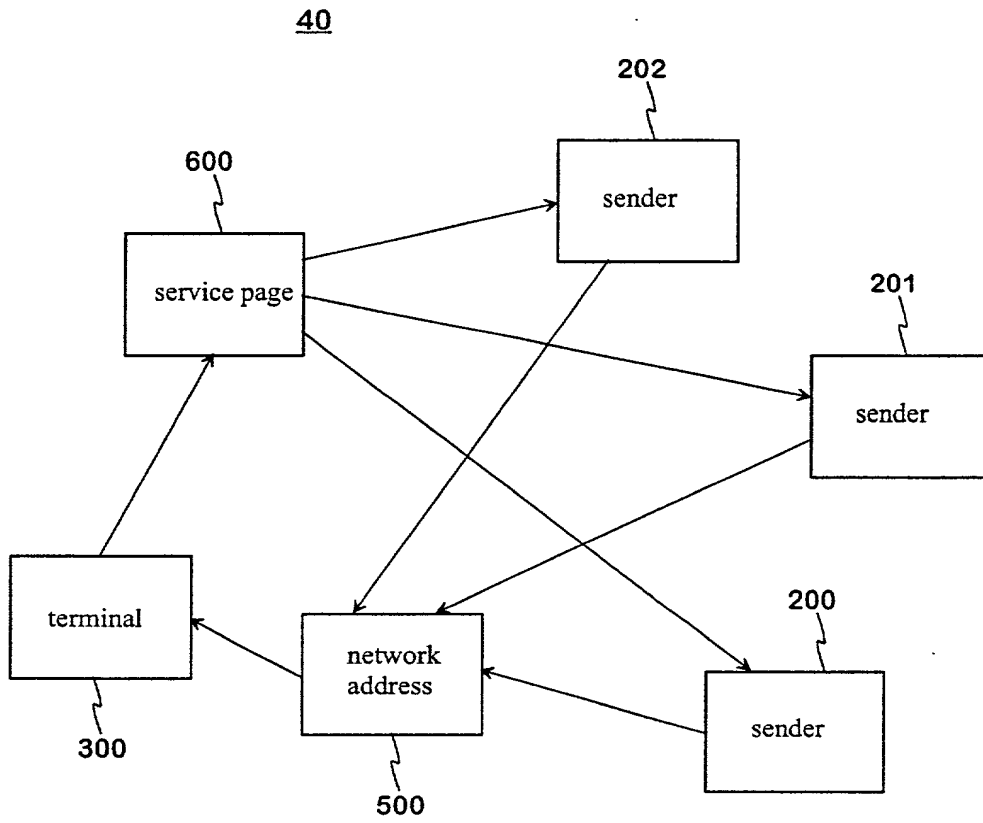 40
202
600
sender
service page
201
sender
200
terminal
network
address
sender
300
500